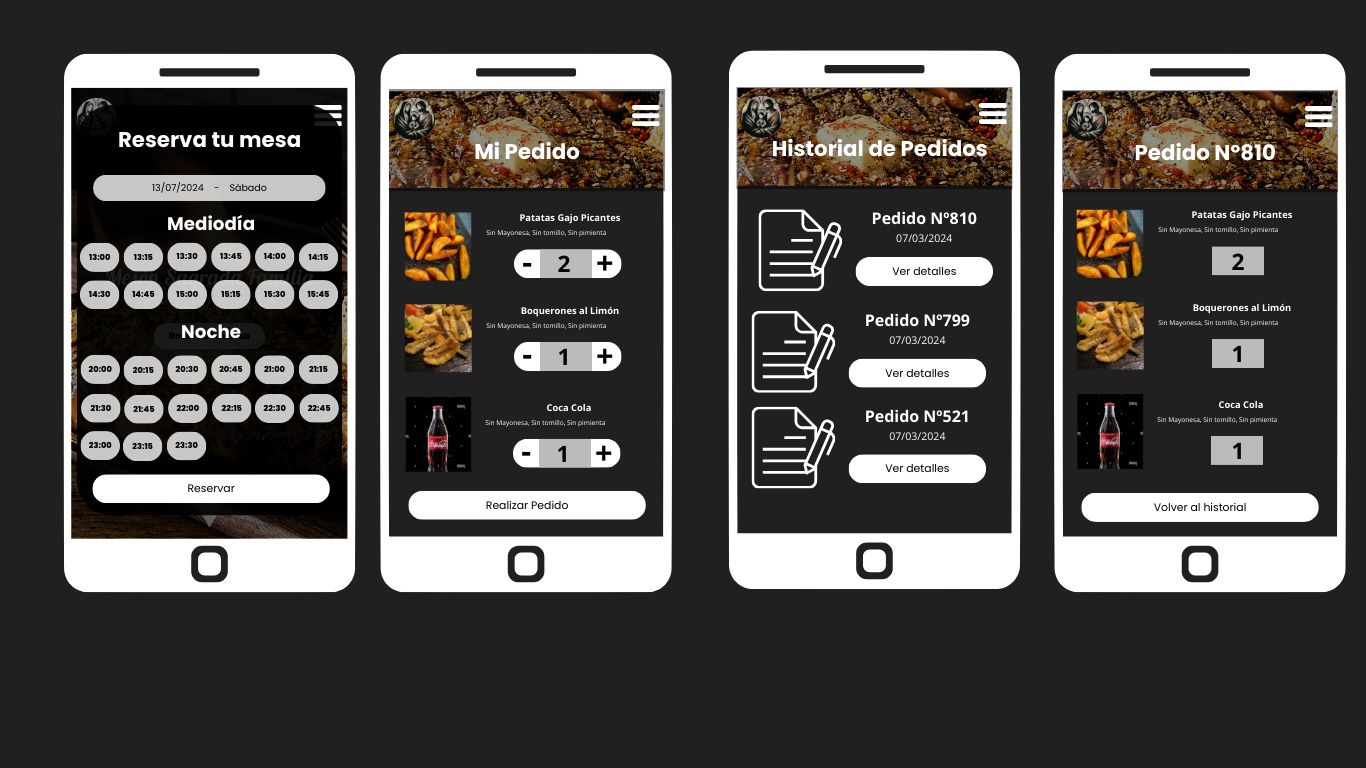 Reserva tu mesa
13/07/2024 - Sábado
Mediodía
13:00 13:15 13:30 13:45 14:00 14:15
14:30 14:45 15:00 15:15 15:30 15:45
Noche
20:00 20:15 20:30 20:45 21:00 21:15
21:30 21:45 22:00 22:15 22:30 22:45
23:00 23:15 23:30
Reservar
Mi Pedido
Patatas Gajo Picantes
Sin Mayonesa, Sin tomillo, Sin pimienta
- 2 +
Boquerones al Limón
Sin Mayonesa, Sin tomillo, Sin pimienta
- 1 +
Coca Cola
Sin Mayonesa, Sin tomillo, Sin pimienta
- 1 +
Realizar Pedido
Historial de Pedidos
Pedido Nº810
07/03/2024
Ver detalles
Pedido Nº799
07/03/2024
Ver detalles
Pedido Nº521
07/03/2024
Ver detalles
Pedido Nº810
Patatas Gajo Picantes
Sin Mayonesa, Sin tomillo, Sin pimienta
2
Boquerones al Limón
Sin Mayonesa, Sin tomillo, Sin pimienta
1
Coca Cola
Sin Mayonesa, Sin tomillo, Sin pimienta
1
Volver al historial